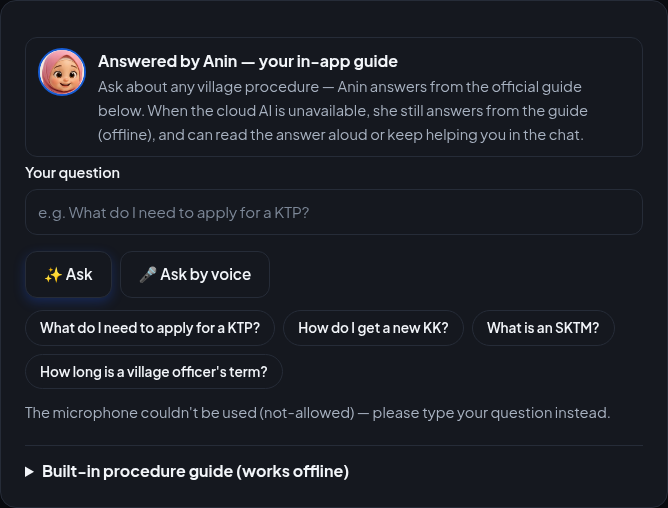 Answered by Anin — your in-app guide
Ask about any village procedure — Anin answers from the official guide
below. When the cloud AI is unavailable, she still answers from the guide
(offline), and can read the answer aloud or keep helping you in the chat.
Your question
e.g. What do I need to apply for a KTP?
✨ Ask
🎤 Ask by voice
What do I need to apply for a KTP?
How do I get a new KK?
What is an SKTM?
How long is a village officer's term?
The microphone couldn't be used (not-allowed) — please type your question instead.
▶ Built-in procedure guide (works offline)